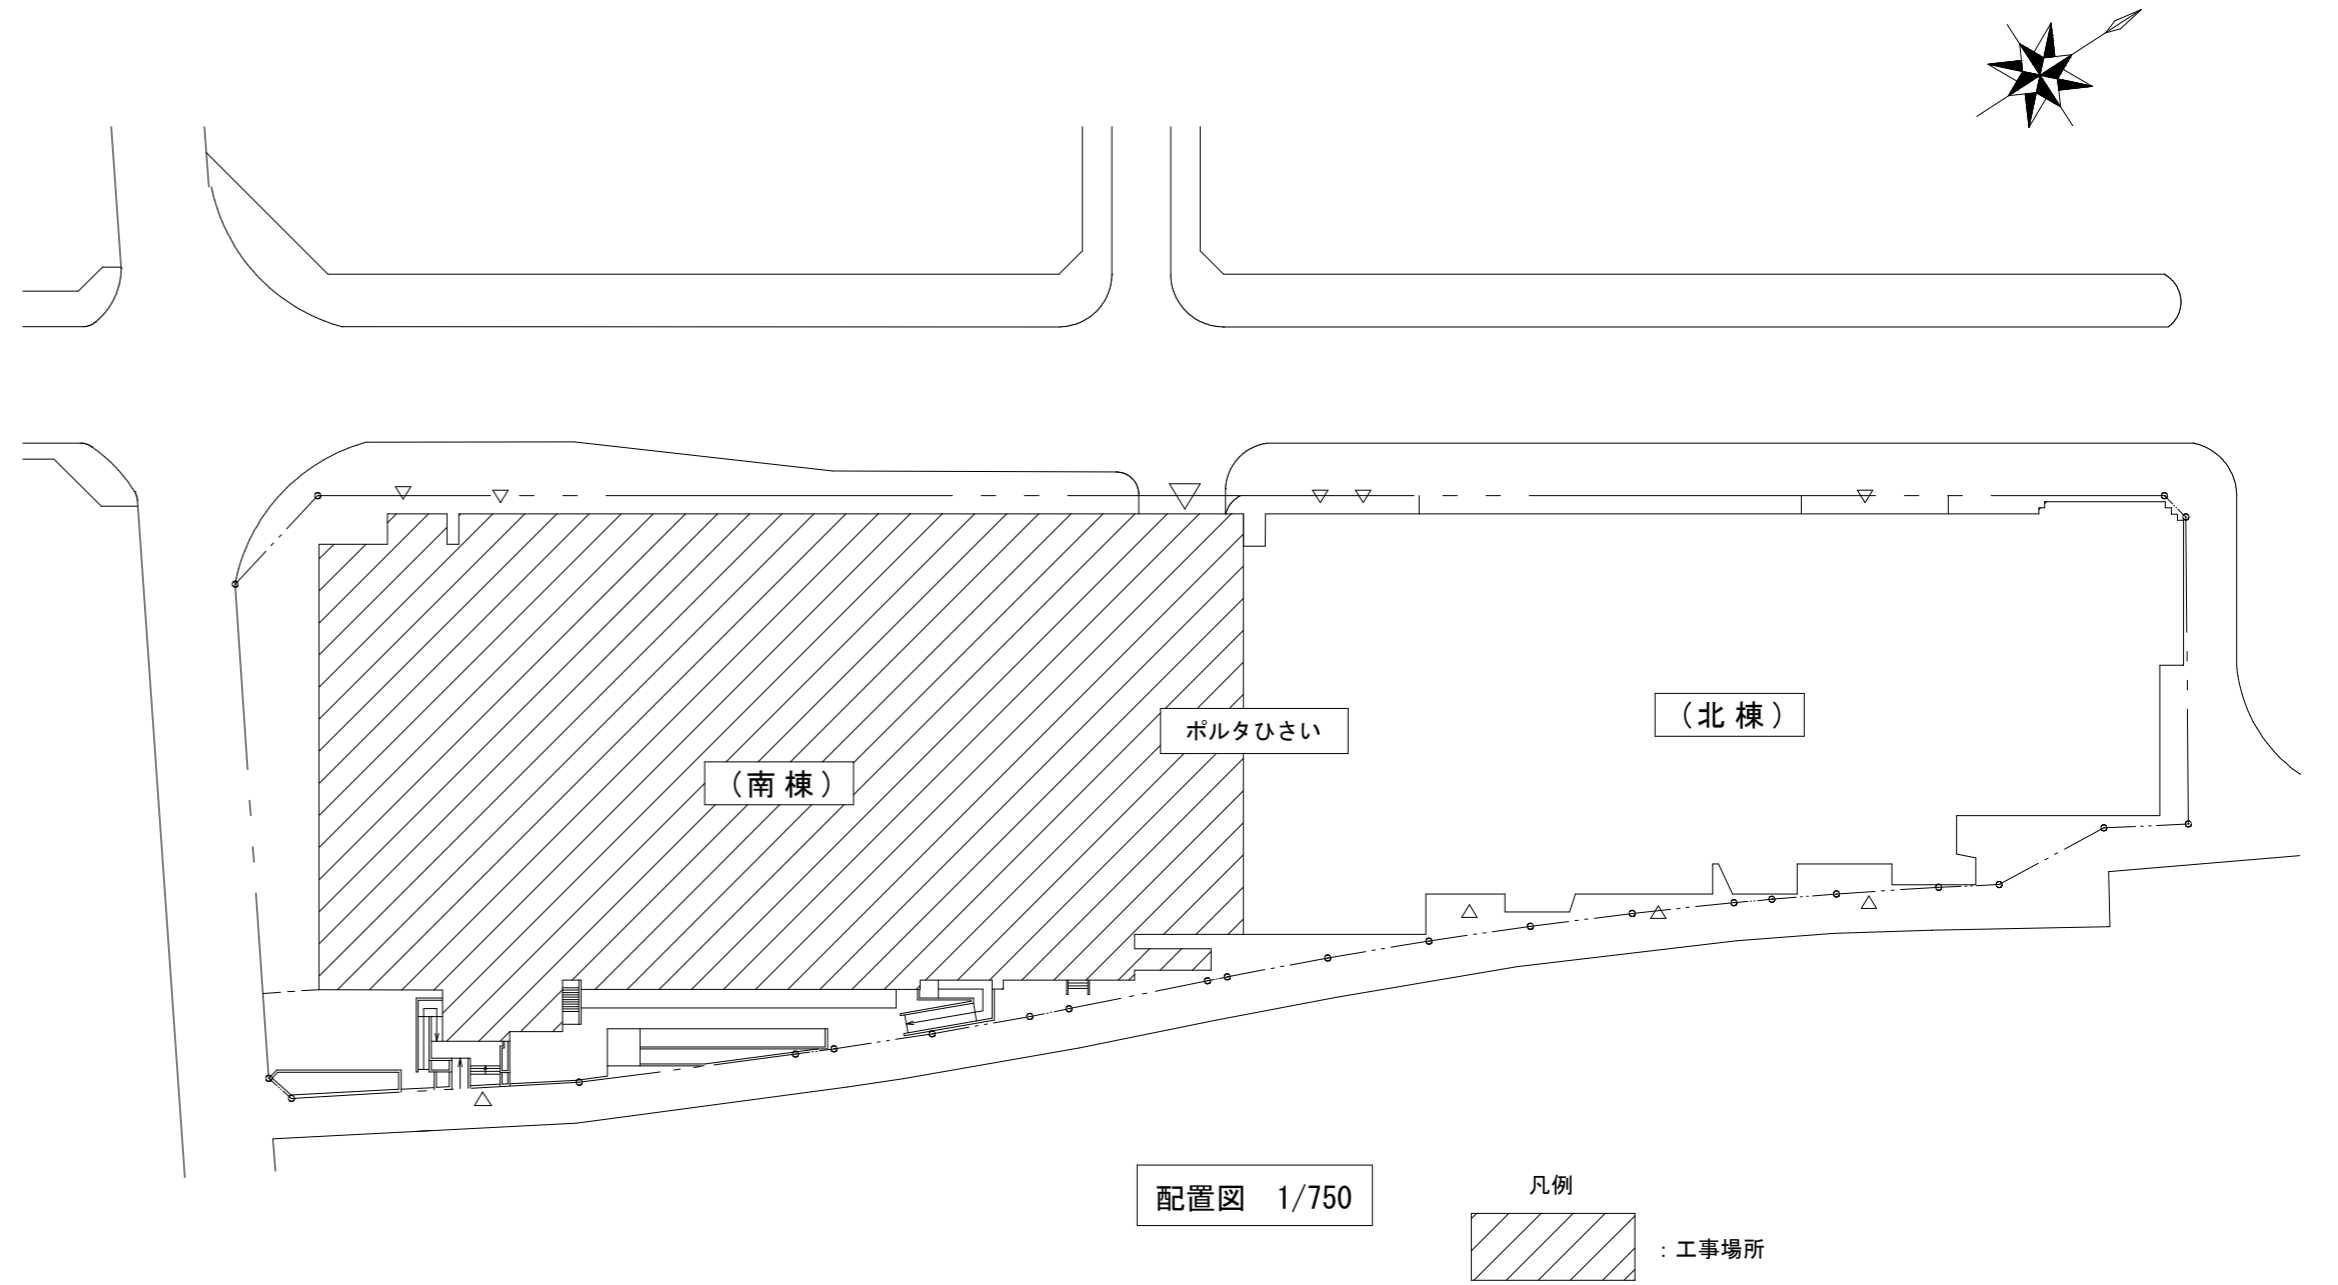 ポルタひさい
（北 棟）
（南 棟）
配置図　1/750
凡例
：工事場所